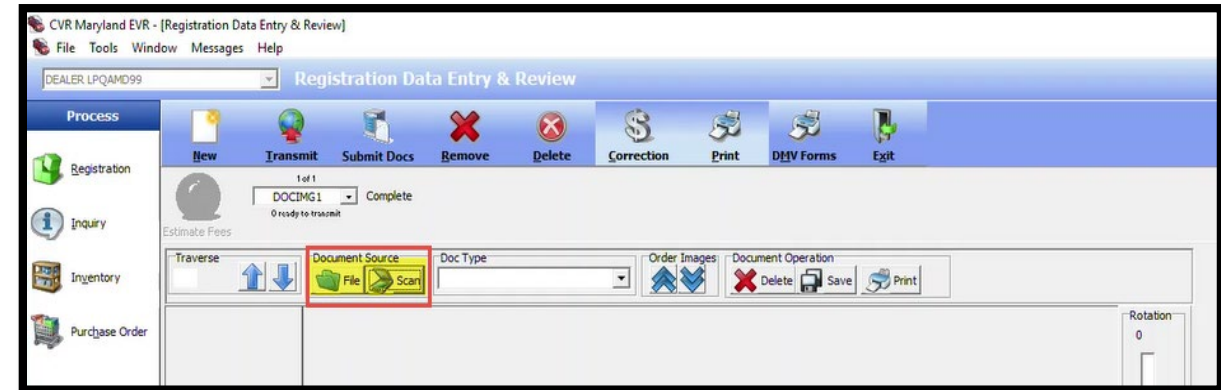 CVR Maryland EVR - [Registration Data Entry & Review]
File Tools Window Messages Help
DEALER LPQAMD99 Registration Data Entry & Review
Process
New Transmit Submit Docs Remove Delete Correction Print DMV Forms Exit
Registration
1 of 1
DOCIMG1 Complete
0 ready to transmit
Inquiry
Estimate Fees
Traverse Document Source Doc Type Order Images Document Operation
File Scan Delete Save Print
Inventory
Rotation
Purchase Order
0